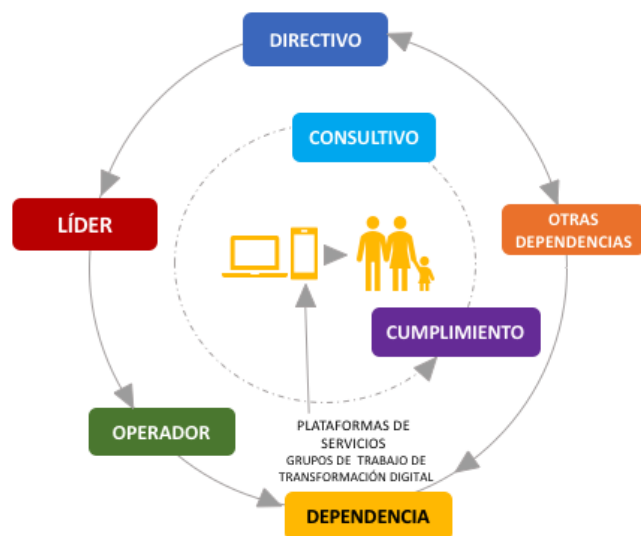 DIRECTIVO
CONSULTIVO
LÍDER
OTRAS
DEPENDENCIAS
CUMPLIMIENTO
OPERADOR
PLATAFORMAS DE
SERVICIOS
GRUPOS DE TRABAJO DE
TRANSFORMACIÓN DIGITAL
DEPENDENCIA